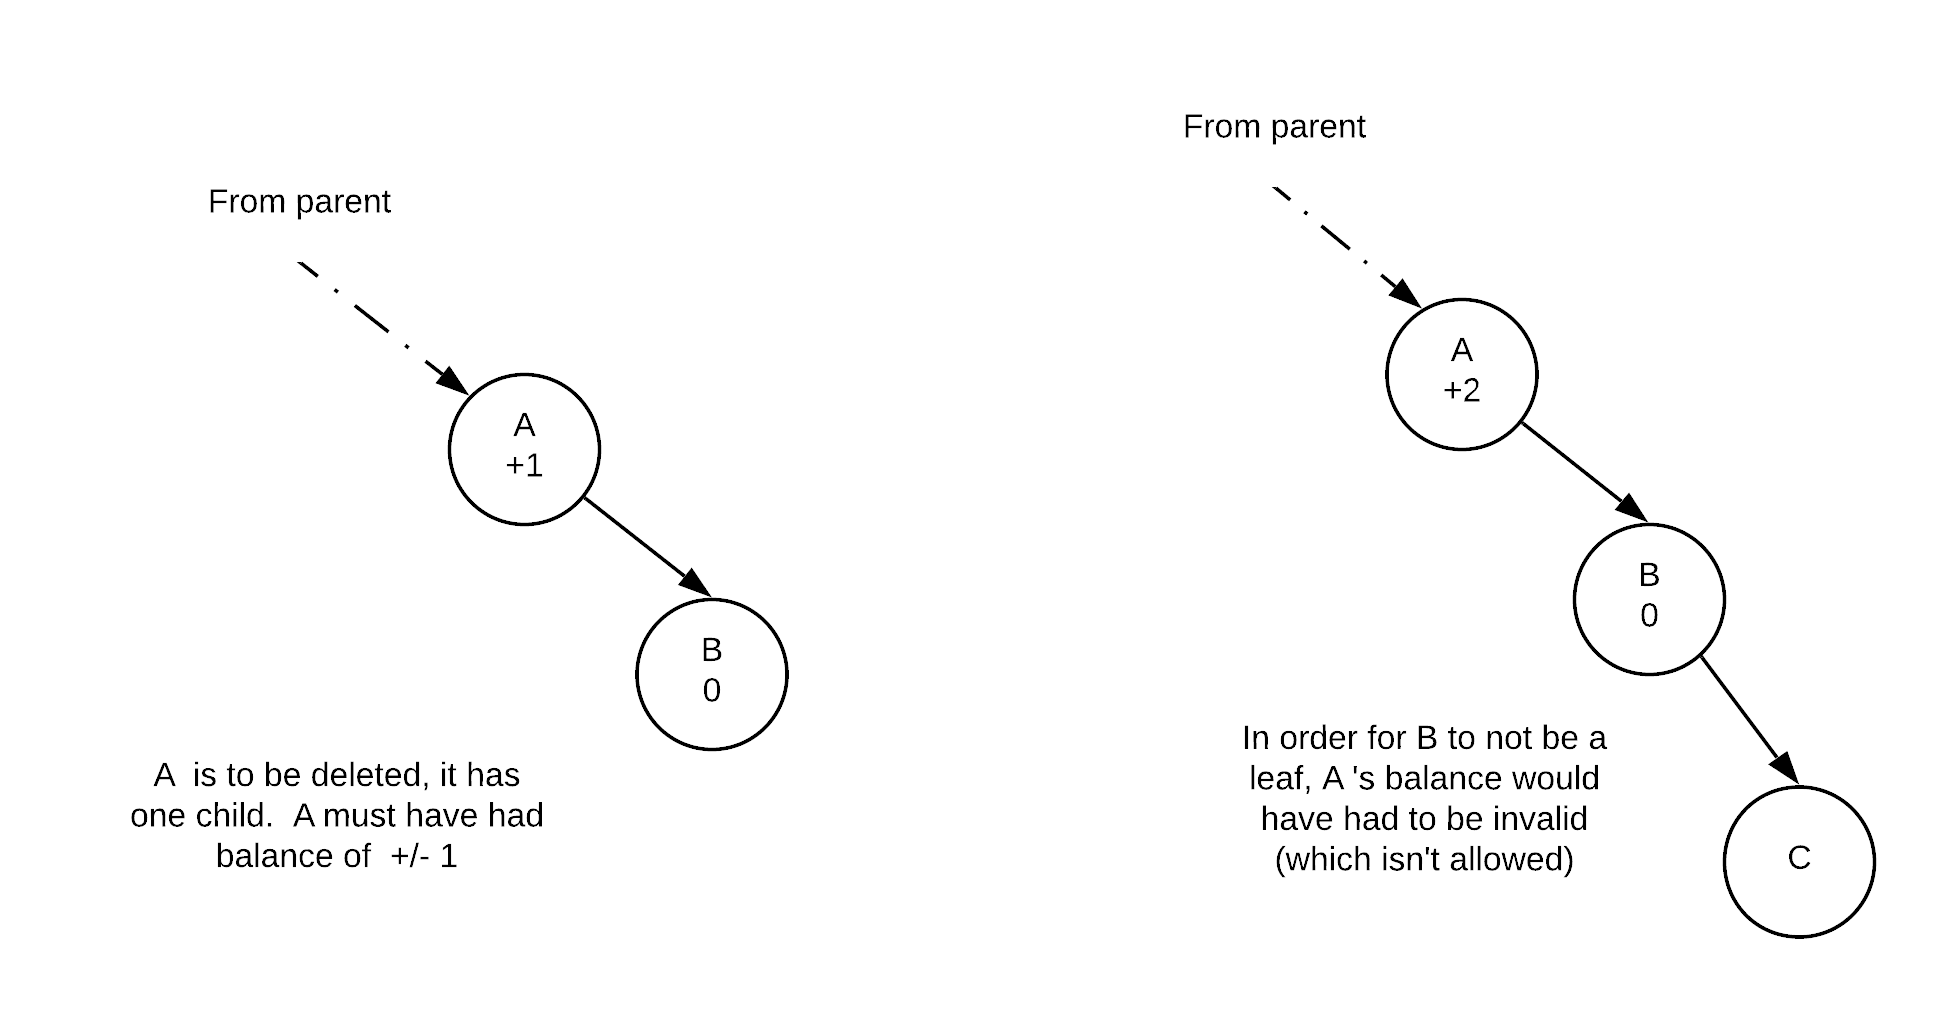 From parent
A
+1
B
0
A is to be deleted, it has
one child. A must have had
balance of +/- 1
From parent
A
+2
B
0
In order for B to not be a
leaf, A 's balance would
have had to be invalid
(which isn't allowed)
C